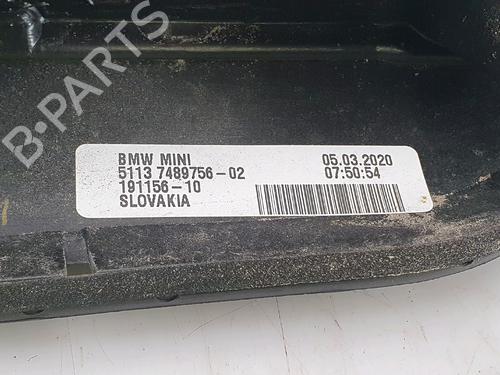 B-PARTS
BMW MINI
5113 7489756-02
191156-10
SLOVAKIA
05.03.2020
07:50:54